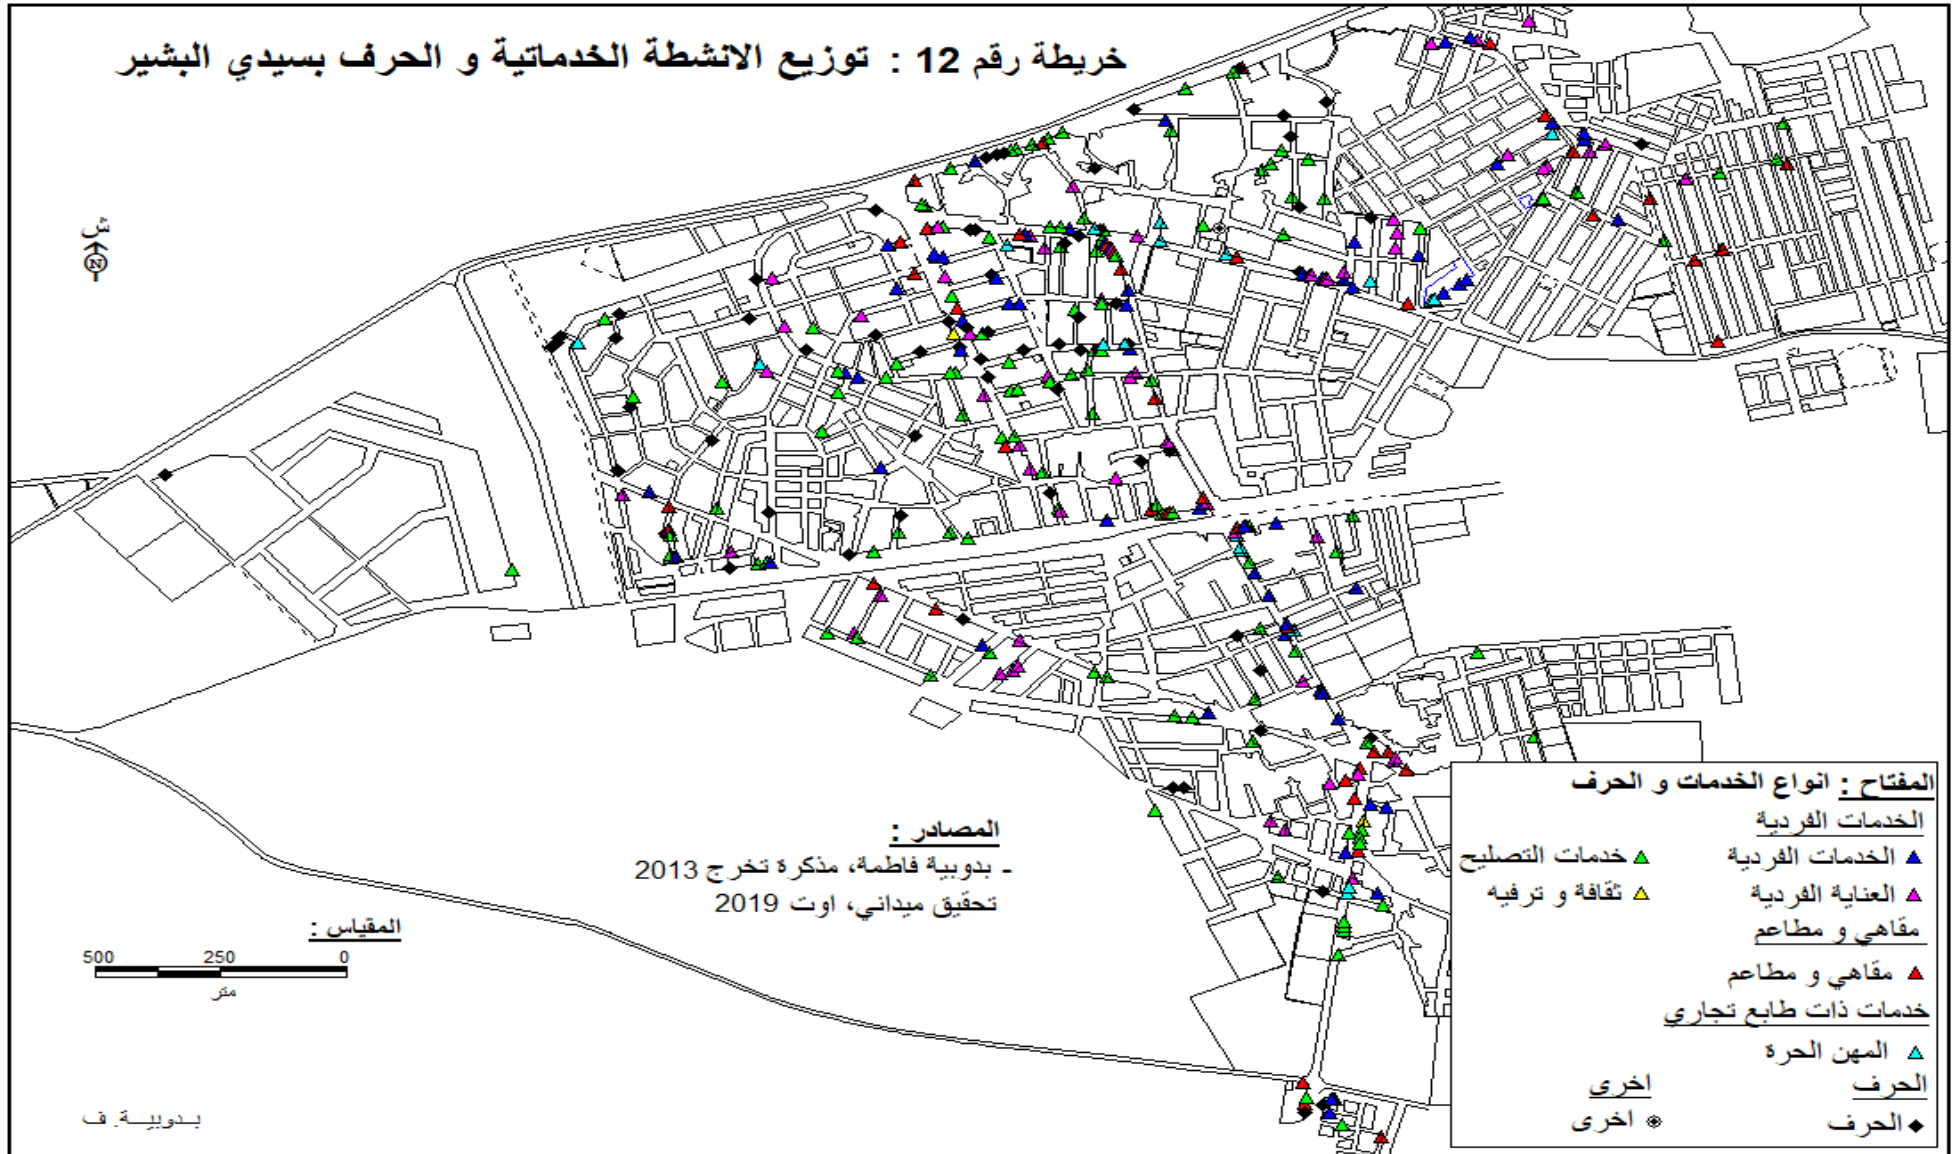 خريطة رقم 12 : توزيع الانشطة الخدماتية و الحرف بسيدي البشير
N
المفتاح : انواع الخدمات و الحرف
الخدمات الفردية
الخدمات الفردية
خدمات التصليح
العناية الفردية
ثقافة و ترفيه
مقاهي و مطاعم
مقاهي و مطاعم
خدمات ذات طابع تجاري
المهن الحرة
الحرف
اخرى
الحرف
اخرى
المصادر :
- بدوبية فاطمة، مذكرة تخرج 2013
تحقيق ميداني، اوت 2019
المقياس :
500 250 0
متر
بـدوبيـــة. ف